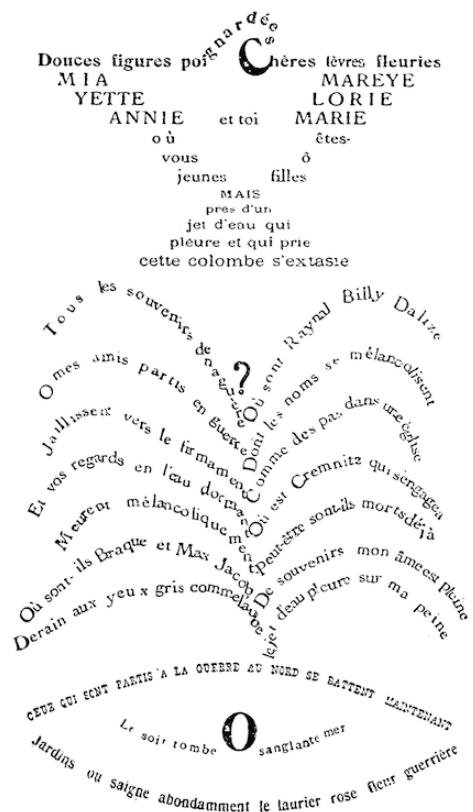 Douces figures poignardées Chères lèvres fleuries
MIA MAREYE
YETTE LORIE
ANNIE et toi MARIE
où êtes-
vous ô
jeunes filles
MAIS
près d'un
jet d'eau qui
pleure et qui prie
cette colombe s'extasie
Tous les souvenirs de naguère
O mes amis partis en guerre
Jaillissent vers le firmament
Et vos regards en l'eau dormant
Meurent mélancoliquement
Où sont-ils Braque et Max Jacob
Derain aux yeux gris comme l'aube
?
Où sont Raynal Billy Dalize
Dont les noms se mélancolisent
Comme des pas dans une église
Où est Cremnitz qui s'engagea
Peut-être sont-ils morts déjà
De souvenirs mon âme est pleine
le jet d'eau pleure sur ma peine
CEUX QUI SONT PARTIS A LA GUERRE AU NORD SE BATTENT MAINTENANT
Le soir tombe O sanglante mer
Jardins ou saigne abondamment le laurier rose fleur guerrière